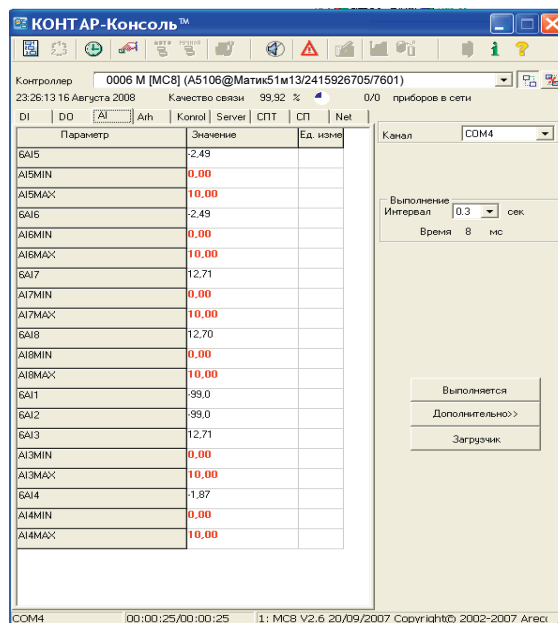 КОНТАР-Консоль™
Контроллер 0006 M [MC8] (A5106@Матик51м13/2415926705/7601)
23:26:13 16 Августа 2008 Качество связи 99,92 % 0/0 приборов в сети
DI DO AI Arh Konrol Server СПТ СП Net
Параметр Значение Ед. изме
6AI5 -2,49
AI5MIN 0,00
AI5MAX 10,00
6AI6 -2,49
AI6MIN 0,00
AI6MAX 10,00
6AI7 12,71
AI7MIN 0,00
AI7MAX 10,00
6AI8 12,70
AI8MIN 0,00
AI8MAX 10,00
6AI1 -99,0
6AI2 -99,0
6AI3 12,71
AI3MIN 0,00
AI3MAX 10,00
6AI4 -1,87
AI4MIN 0,00
AI4MAX 10,00
Канал COM4
Выполнение
Интервал 0.3 сек
Время 8 мс
Выполняется
Дополнительно>>
Загрузчик
COM4 00:00:25/00:00:25 1: MC8 V2.6 20/09/2007 Copyright© 2002-2007 Arec